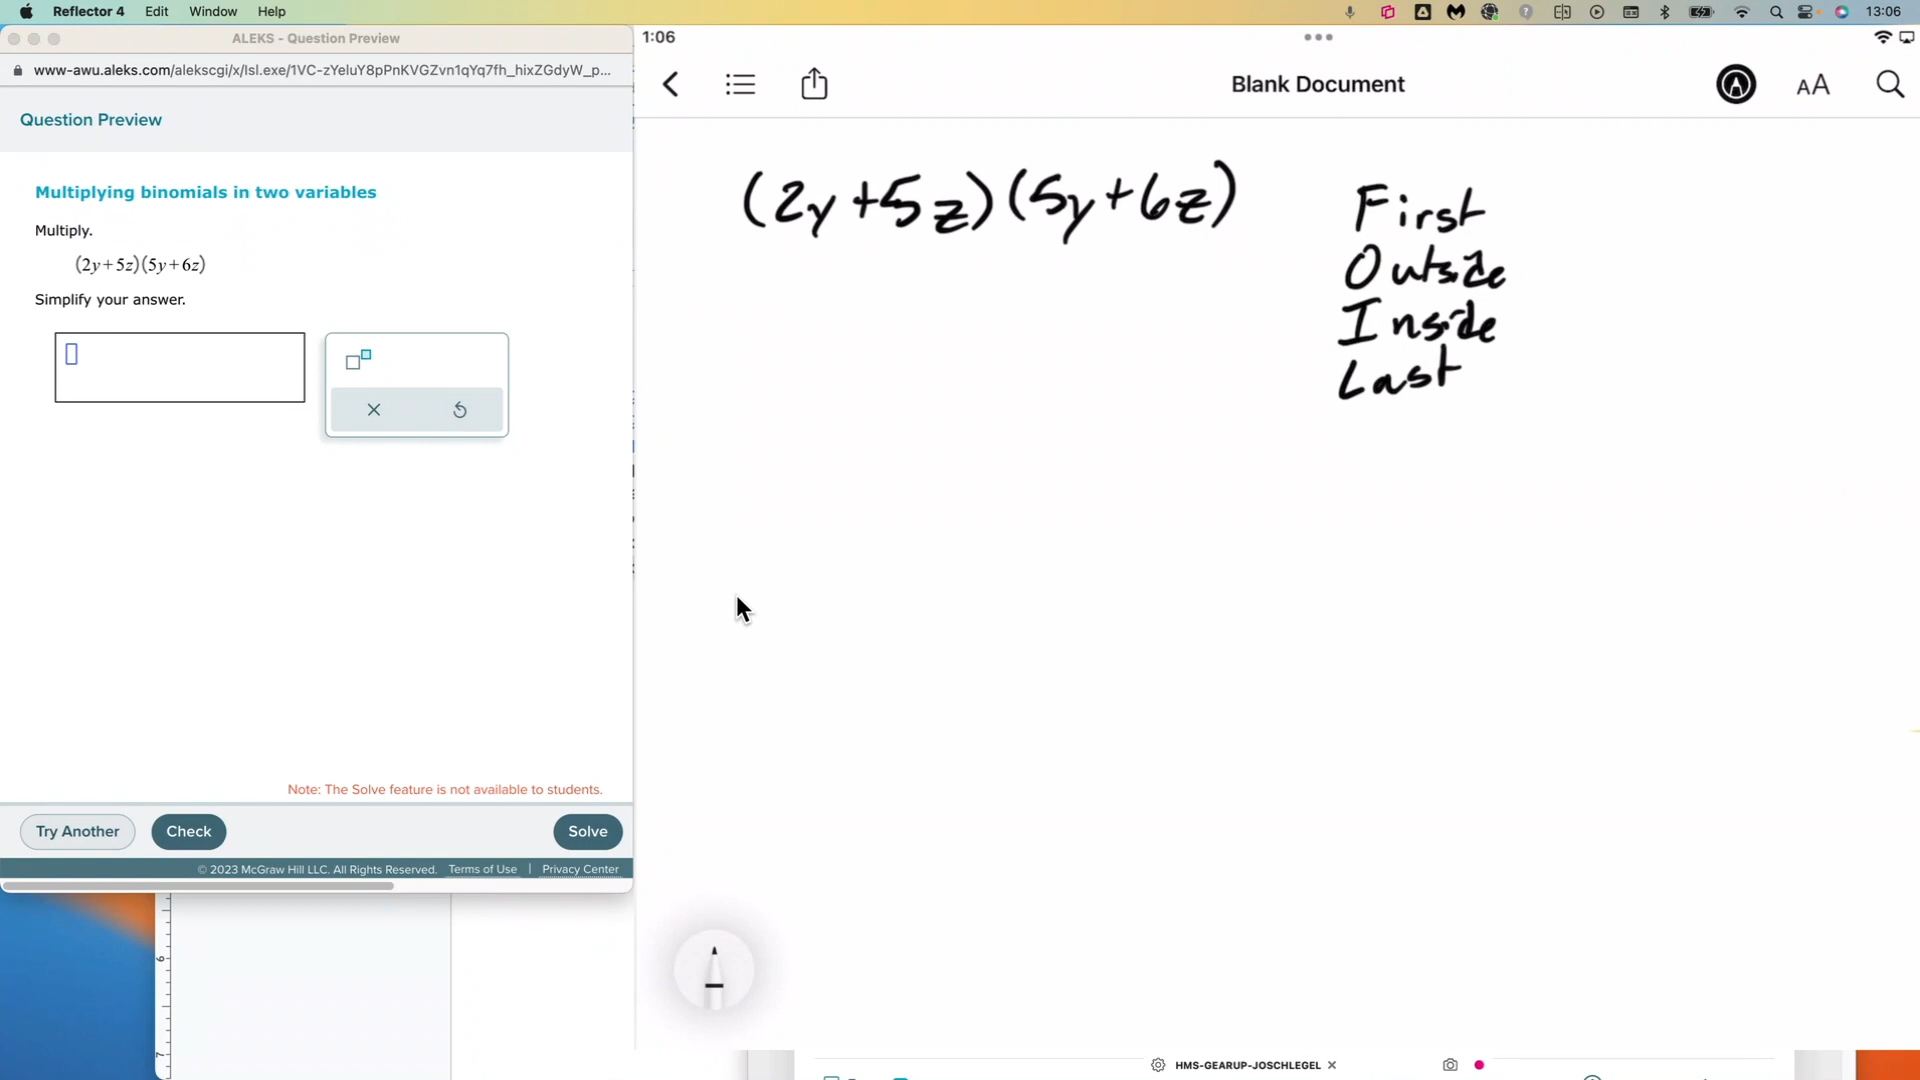 Reflector 4 Edit Window Help 13:06
ALEKS - Question Preview
www-awu.aleks.com/alekscgi/x/lsl.exe/1VC-zYeluY8pPnKVGZvn1qYq7fh_hixZGdyW_p...
Question Preview
Multiplying binomials in two variables
Multiply.
(2y+5z)(5y+6z)
Simplify your answer.
Note: The Solve feature is not available to students.
Try Another Check Solve
© 2023 McGraw Hill LLC. All Rights Reserved. Terms of Use | Privacy Center
6
7
1:06
Blank Document
AA
(2y+5z)(5y+6z)
First
Outside
Inside
Last
HMS-GEARUP-JOSCHLEGEL